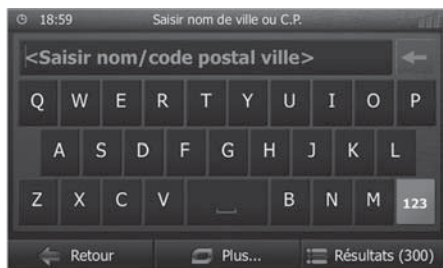 18:59 Saisir nom de ville ou C.P.
<Saisir nom/code postal ville>
Q W E R T Y U I O P
A S D F G H J K L
Z X C V B N M 123
Retour Plus... Résultats (300)